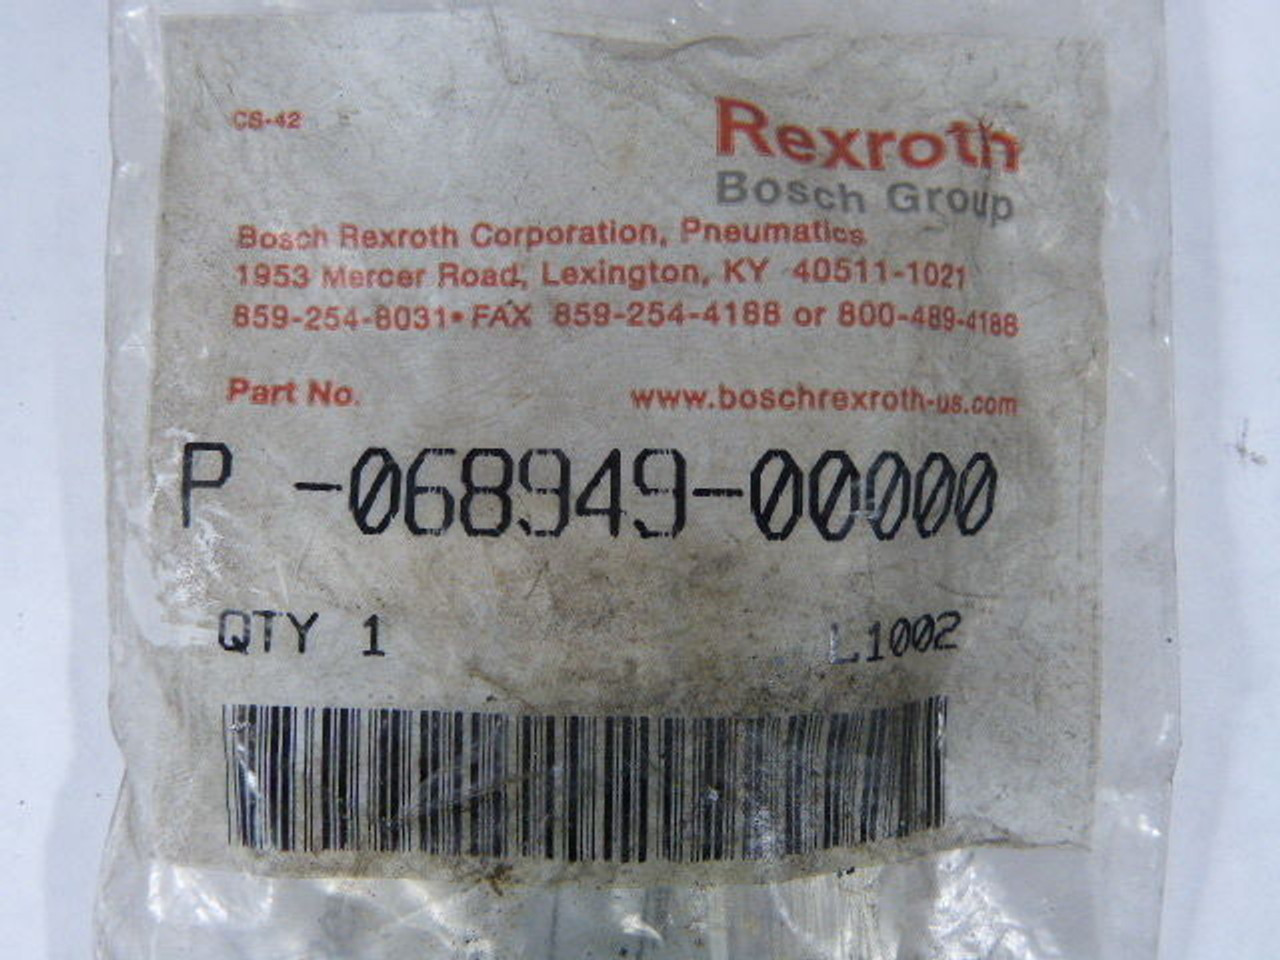 CS-42
Rexroth
Bosch Group
Bosch Rexroth Corporation, Pneumatics
1953 Mercer Road, Lexington, KY 40511-1021
859-254-8031• FAX 859-254-4188 or 800-489-4188
Part No. www.boschrexroth-us.com
P -068949-00000
QTY 1 L1002